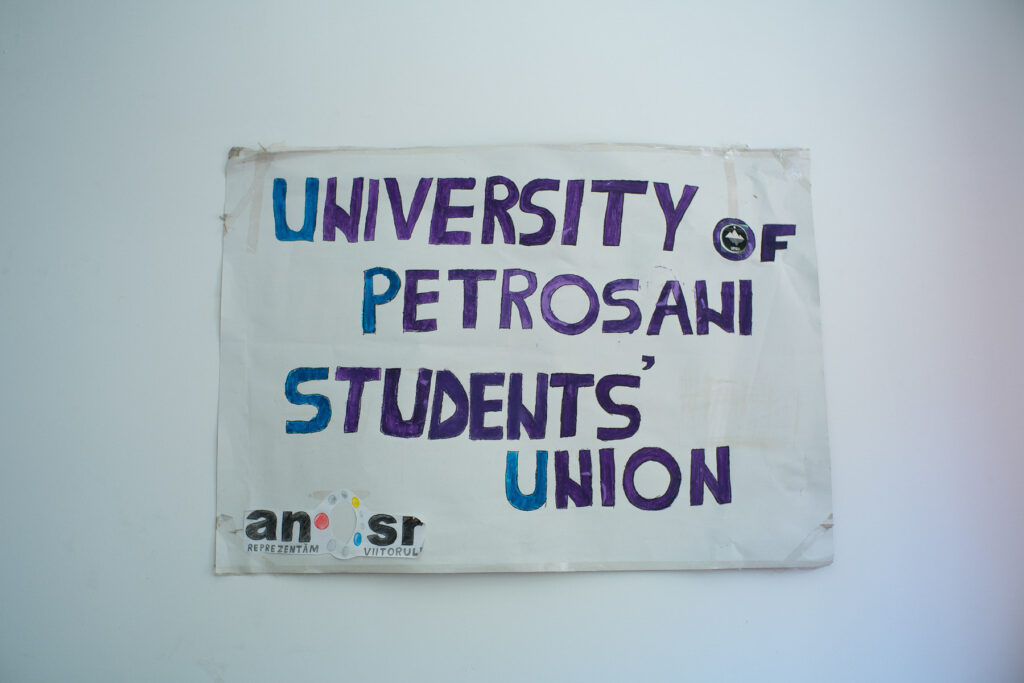 UNIVERSITY OF
PETROSANI
STUDENTS'
UNION
anosr
REPREZENTĂM VIITORUL!